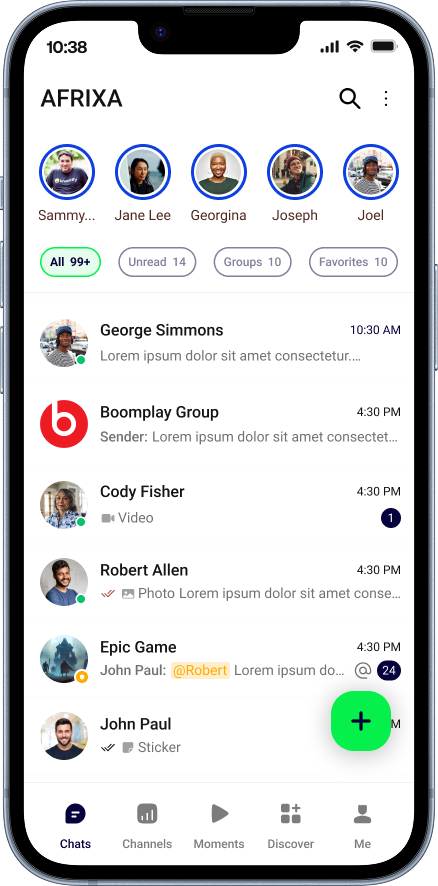 10:38
AFRIXA
Sammy...
Jane Lee
Georgina
Joseph
Joel
All 99+
Unread 14
Groups 10
Favorites 10
George Simmons 10:30 AM
Lorem ipsum dolor sit amet consectetur....
Boomplay Group 4:30 PM
Sender: Lorem ipsum dolor sit amet consectet...
Cody Fisher 4:30 PM
Video 1
Robert Allen 4:30 PM
Photo Lorem ipsum dolor sit amet conse...
Epic Game 4:30 PM
John Paul: @Robert Lorem ipsum do... @ 24
John Paul M
Sticker
Chats
Channels
Moments
Discover
Me